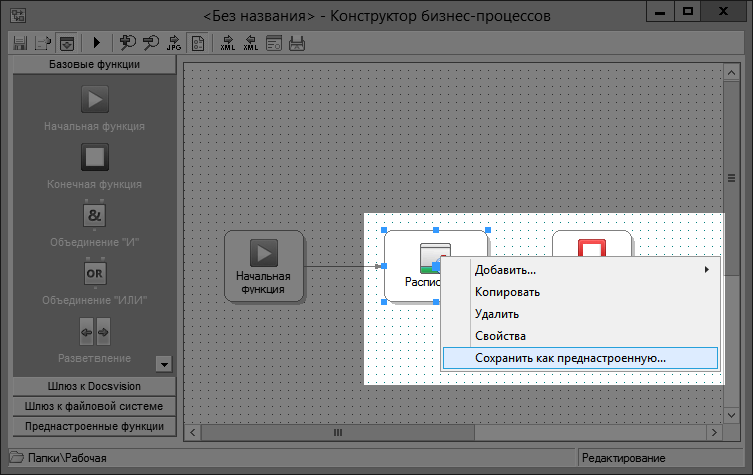 <Без названия> - Конструктор бизнес-процессов
JPG
XML
XML
Базовые функции
Начальная функция
Конечная функция
&
Объединение "И"
OR
Объединение "ИЛИ"
Разветвление
Шлюз к Docsvision
Шлюз к файловой системе
Преднастроенные функции
Начальная
функция
Добавить...
Копировать
Удалить
Свойства
Сохранить как преднастроенную...
Папки\Рабочая
Редактирование